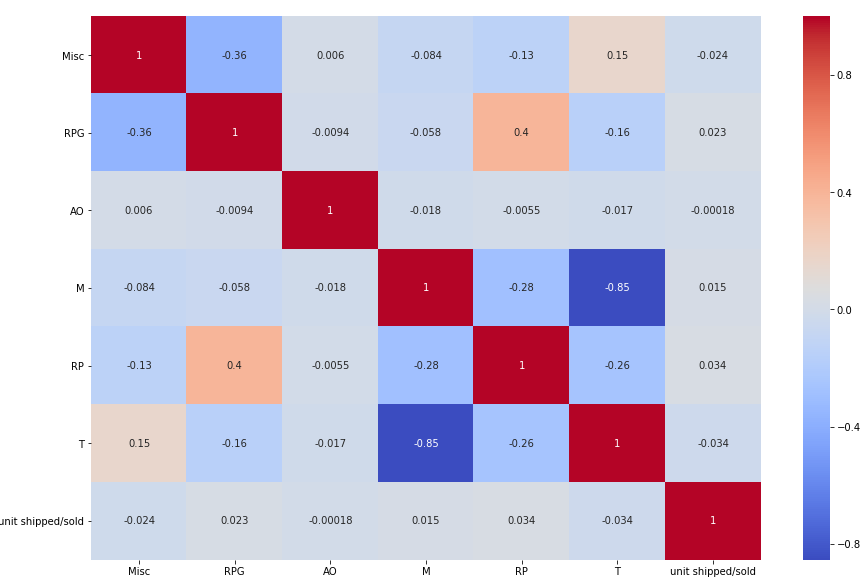 Misc 1 -0.36 0.006 -0.084 -0.13 0.15 -0.024
RPG -0.36 1 -0.0094 -0.058 0.4 -0.16 0.023
AO 0.006 -0.0094 1 -0.018 -0.0055 -0.017 -0.00018
M -0.084 -0.058 -0.018 1 -0.28 -0.85 0.015
RP -0.13 0.4 -0.0055 -0.28 1 -0.26 0.034
T 0.15 -0.16 -0.017 -0.85 -0.26 1 -0.034
unit shipped/sold -0.024 0.023 -0.00018 0.015 0.034 -0.034 1
Misc RPG AO M RP T unit shipped/sold
0.8
0.4
0.0
−0.4
−0.8